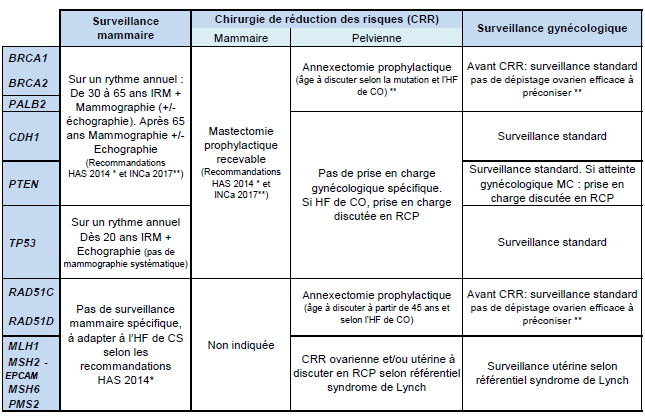 Surveillance
mammaire
Chirurgie de réduction des risques (CRR)
Surveillance gynécologique
Mammaire
Pelvienne
BRCA1
BRCA2
PALB2
CDH1
PTEN
TP53
RAD51C
RAD51D
MLH1
MSH2 -
EPCAM
MSH6
PMS2
Sur un rythme annuel :
De 30 à 65 ans IRM +
Mammographie (+/-
échographie). Après 65
ans Mammographie +/-
Echographie
(Recommandations
HAS 2014 * et INCa 2017**)
Sur un rythme annuel
Dès 20 ans IRM +
Echographie (pas de
mammographie systématique)
Pas de surveillance
mammaire spécifique,
à adapter à l'HF de CS
selon les
recommandations
HAS 2014*
Mastectomie
prophylactique
recevable
(Recommandations
HAS 2014 * et
INCa 2017**)
Non indiquée
Annexectomie prophylactique
(âge à discuter selon la mutation et l'HF
de CO) **
Pas de prise en charge
gynécologique spécifique.
Si HF de CO, prise en charge
discutée en RCP
Annexectomie prophylactique
(âge à discuter à partir de 45 ans et
selon l'HF de CO)
CRR ovarienne et/ou utérine à
discuter en RCP selon référentiel
syndrome de Lynch
Avant CRR: surveillance standard
pas de dépistage ovarien efficace à
préconiser **
Surveillance standard
Surveillance standard. Si atteinte
gynécologique MC : prise en
charge discutée en RCP
Surveillance standard
Avant CRR: surveillance standard
pas de dépistage ovarien efficace à
préconiser **
Surveillance utérine selon
référentiel syndrome de Lynch